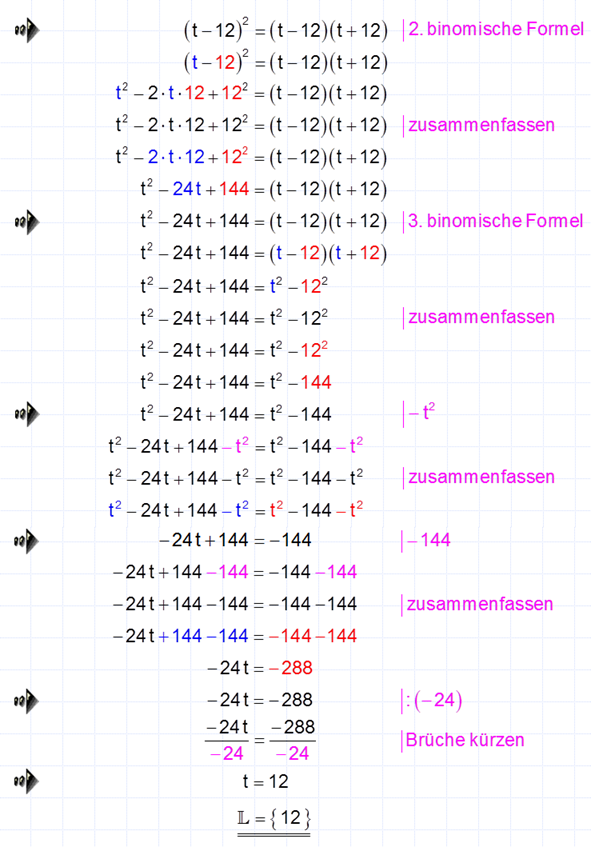 (t−12)² = (t−12)(t+12) |2. binomische Formel
(t−12)² = (t−12)(t+12)
t² − 2·t·12 + 12² = (t−12)(t+12)
t² − 2·t·12 + 12² = (t−12)(t+12) |zusammenfassen
t² − 2·t·12 + 12² = (t−12)(t+12)
t² − 24t + 144 = (t−12)(t+12)
t² − 24t + 144 = (t−12)(t+12) |3. binomische Formel
t² − 24t + 144 = (t−12)(t+12)
t² − 24t + 144 = t² − 12²
t² − 24t + 144 = t² − 12² |zusammenfassen
t² − 24t + 144 = t² − 12²
t² − 24t + 144 = t² − 144
t² − 24t + 144 = t² − 144 |− t²
t² − 24t + 144 − t² = t² − 144 − t²
t² − 24t + 144 − t² = t² − 144 − t² |zusammenfassen
t² − 24t + 144 − t² = t² − 144 − t²
−24t + 144 = −144 |− 144
−24t + 144 − 144 = −144 − 144
−24t + 144 − 144 = −144 − 144 |zusammenfassen
−24t + 144 − 144 = −144 − 144
−24t = −288
−24t = −288 |:(−24)
−24t/−24 = −288/−24 |Brüche kürzen
t = 12
𝕃 = {12}